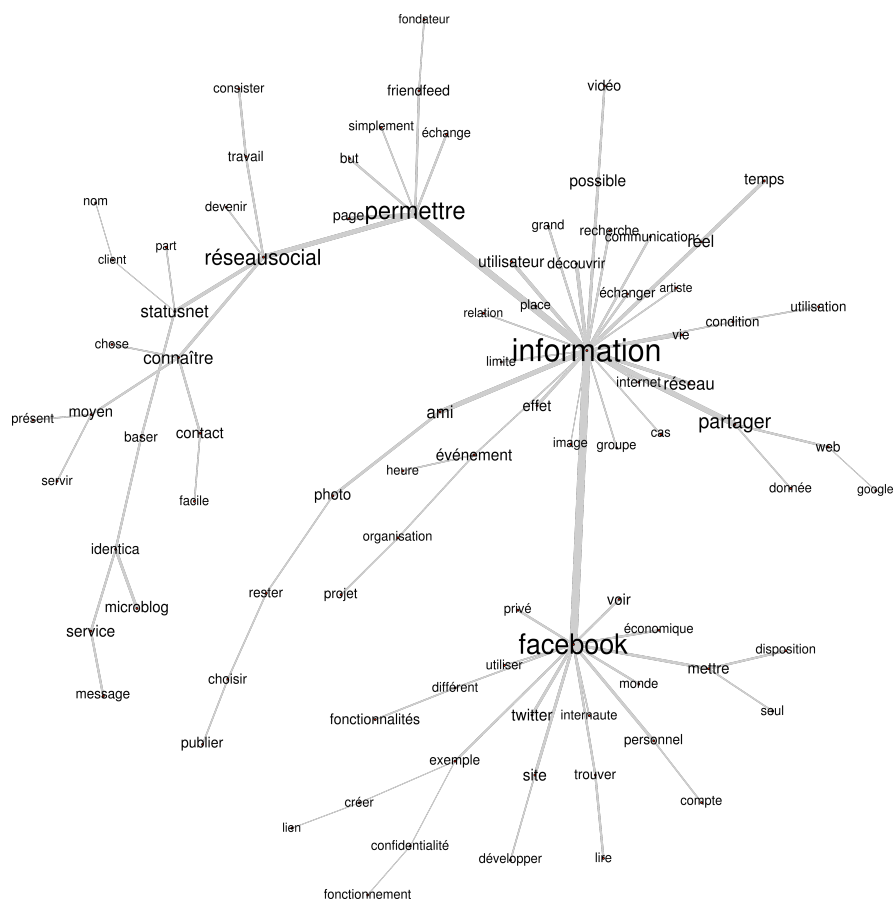 fondateur
vidéo
consister
friendfeed
simplement
échange
travail
but
possible
temps
nom
devenir
page
permettre
grand
recherche
communication
réel
part
client
réseausocial
utilisateur
découvrir
échanger
artiste
place
relation
utilisation
statusnet
condition
vie
chose
connaître
limite
information
internet
réseau
présent
moyen
ami
effet
partager
baser
contact
image
groupe
cas
web
événement
heure
servir
facile
photo
donnée
google
organisation
identica
rester
projet
microblog
privé
voir
service
économique
facebook
disposition
utiliser
mettre
message
choisir
différent
monde
seul
fonctionnalités
twitter
internaute
publier
personnel
exemple
site
trouver
créer
compte
lien
confidentialité
développer
lire
fonctionnement